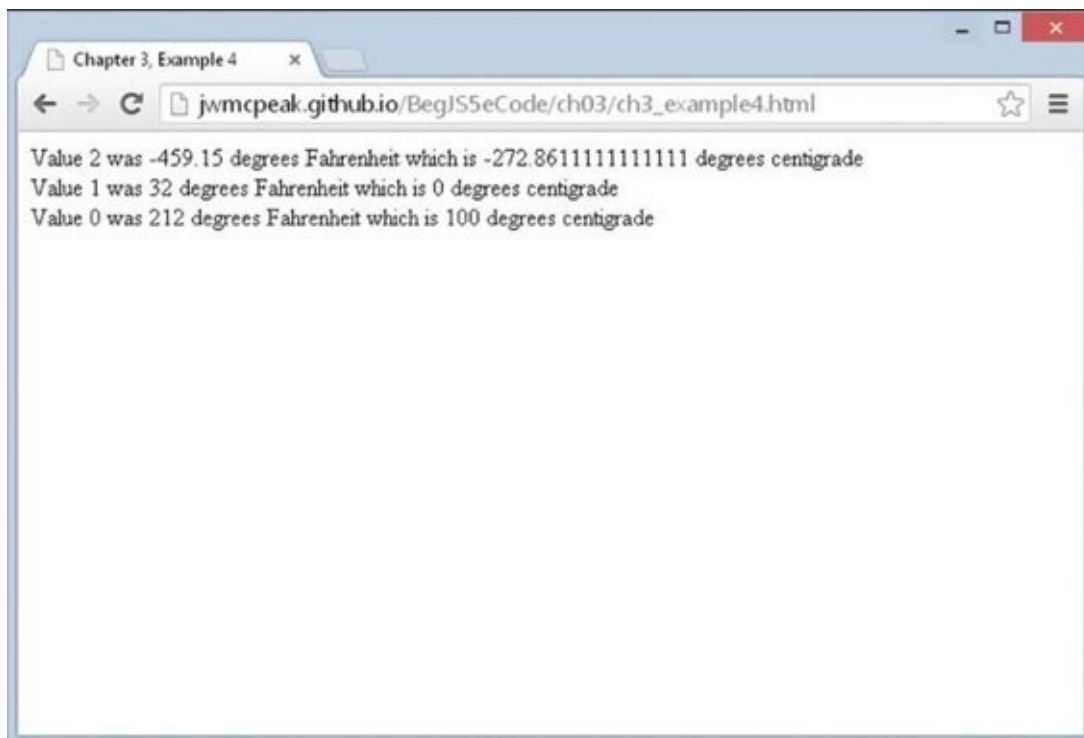 Chapter 3, Example 4
jwmcpeak.github.io/BegJS5eCode/ch03/ch3_example4.html
Value 2 was -459.15 degrees Fahrenheit which is -272.8611111111111 degrees centigrade
Value 1 was 32 degrees Fahrenheit which is 0 degrees centigrade
Value 0 was 212 degrees Fahrenheit which is 100 degrees centigrade